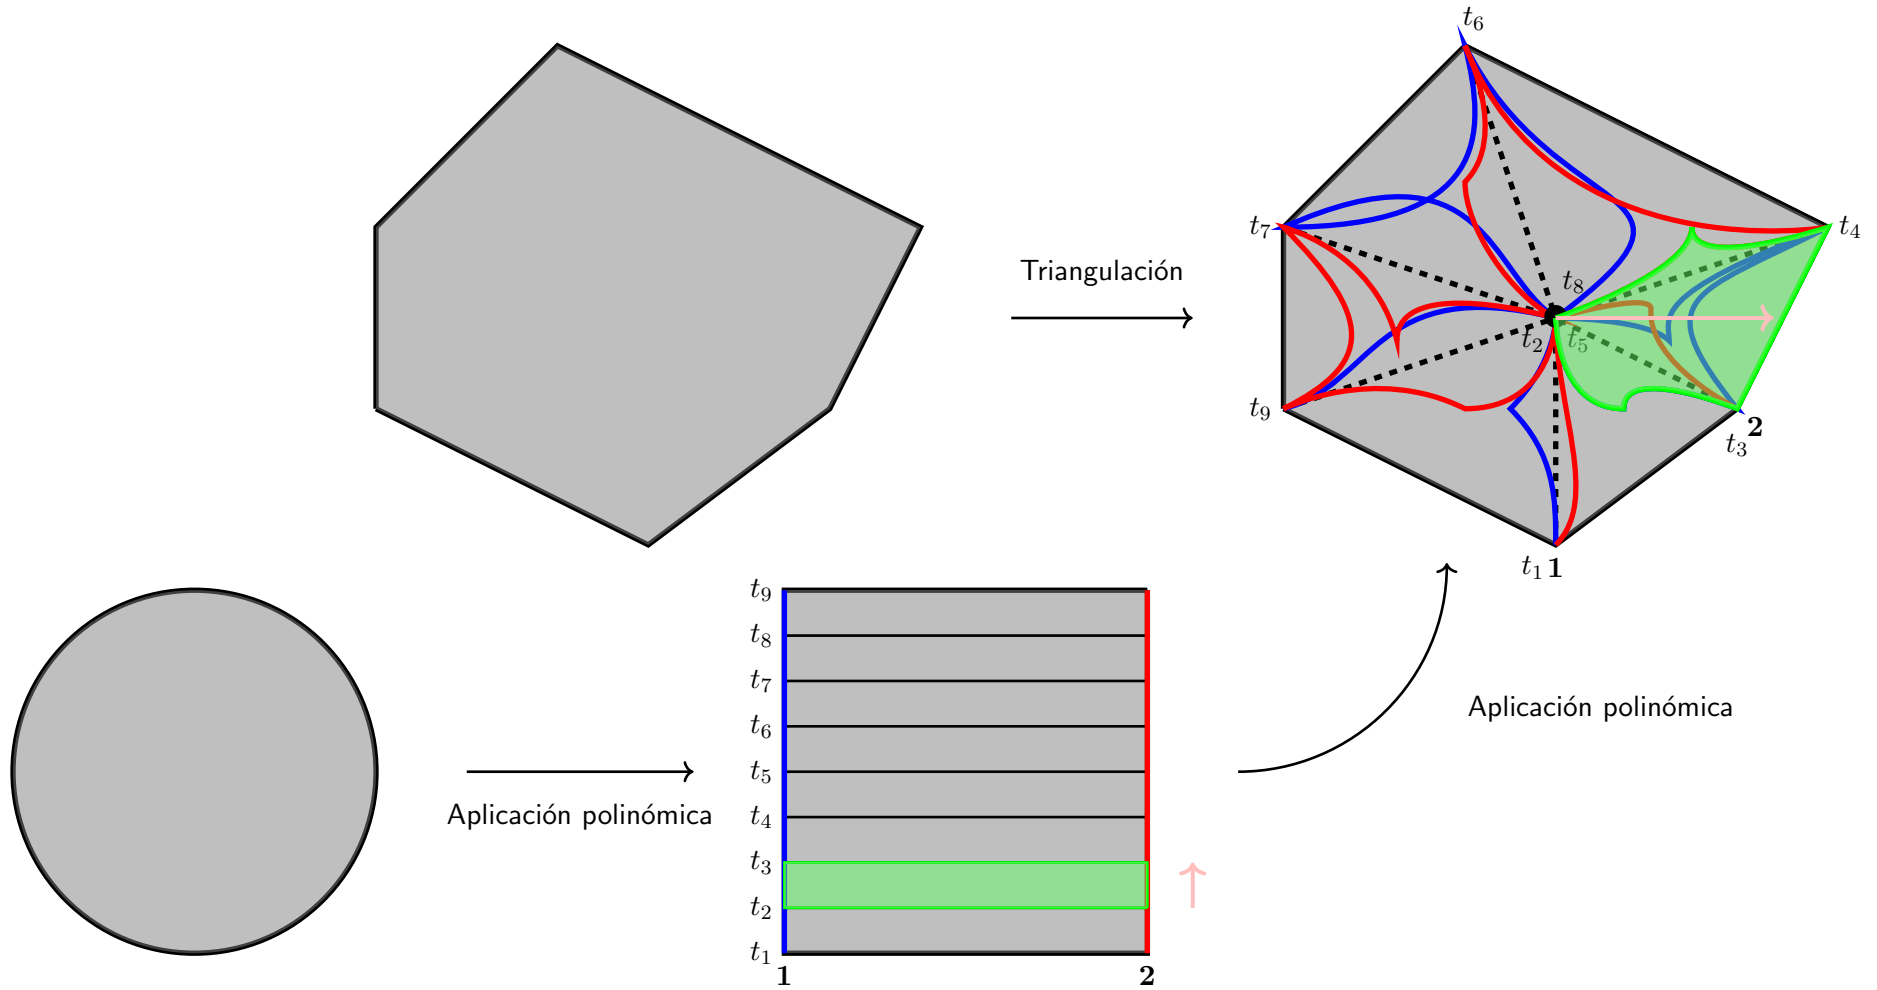 t₆
t₇
t₄
Triangulación
t₈
t₂
t₅
t₉
2
t₃
t₁ 1
t₉
t₈
t₇
t₆
t₅
t₄
t₃
t₂
t₁
1
2
Aplicación polinómica
Aplicación polinómica